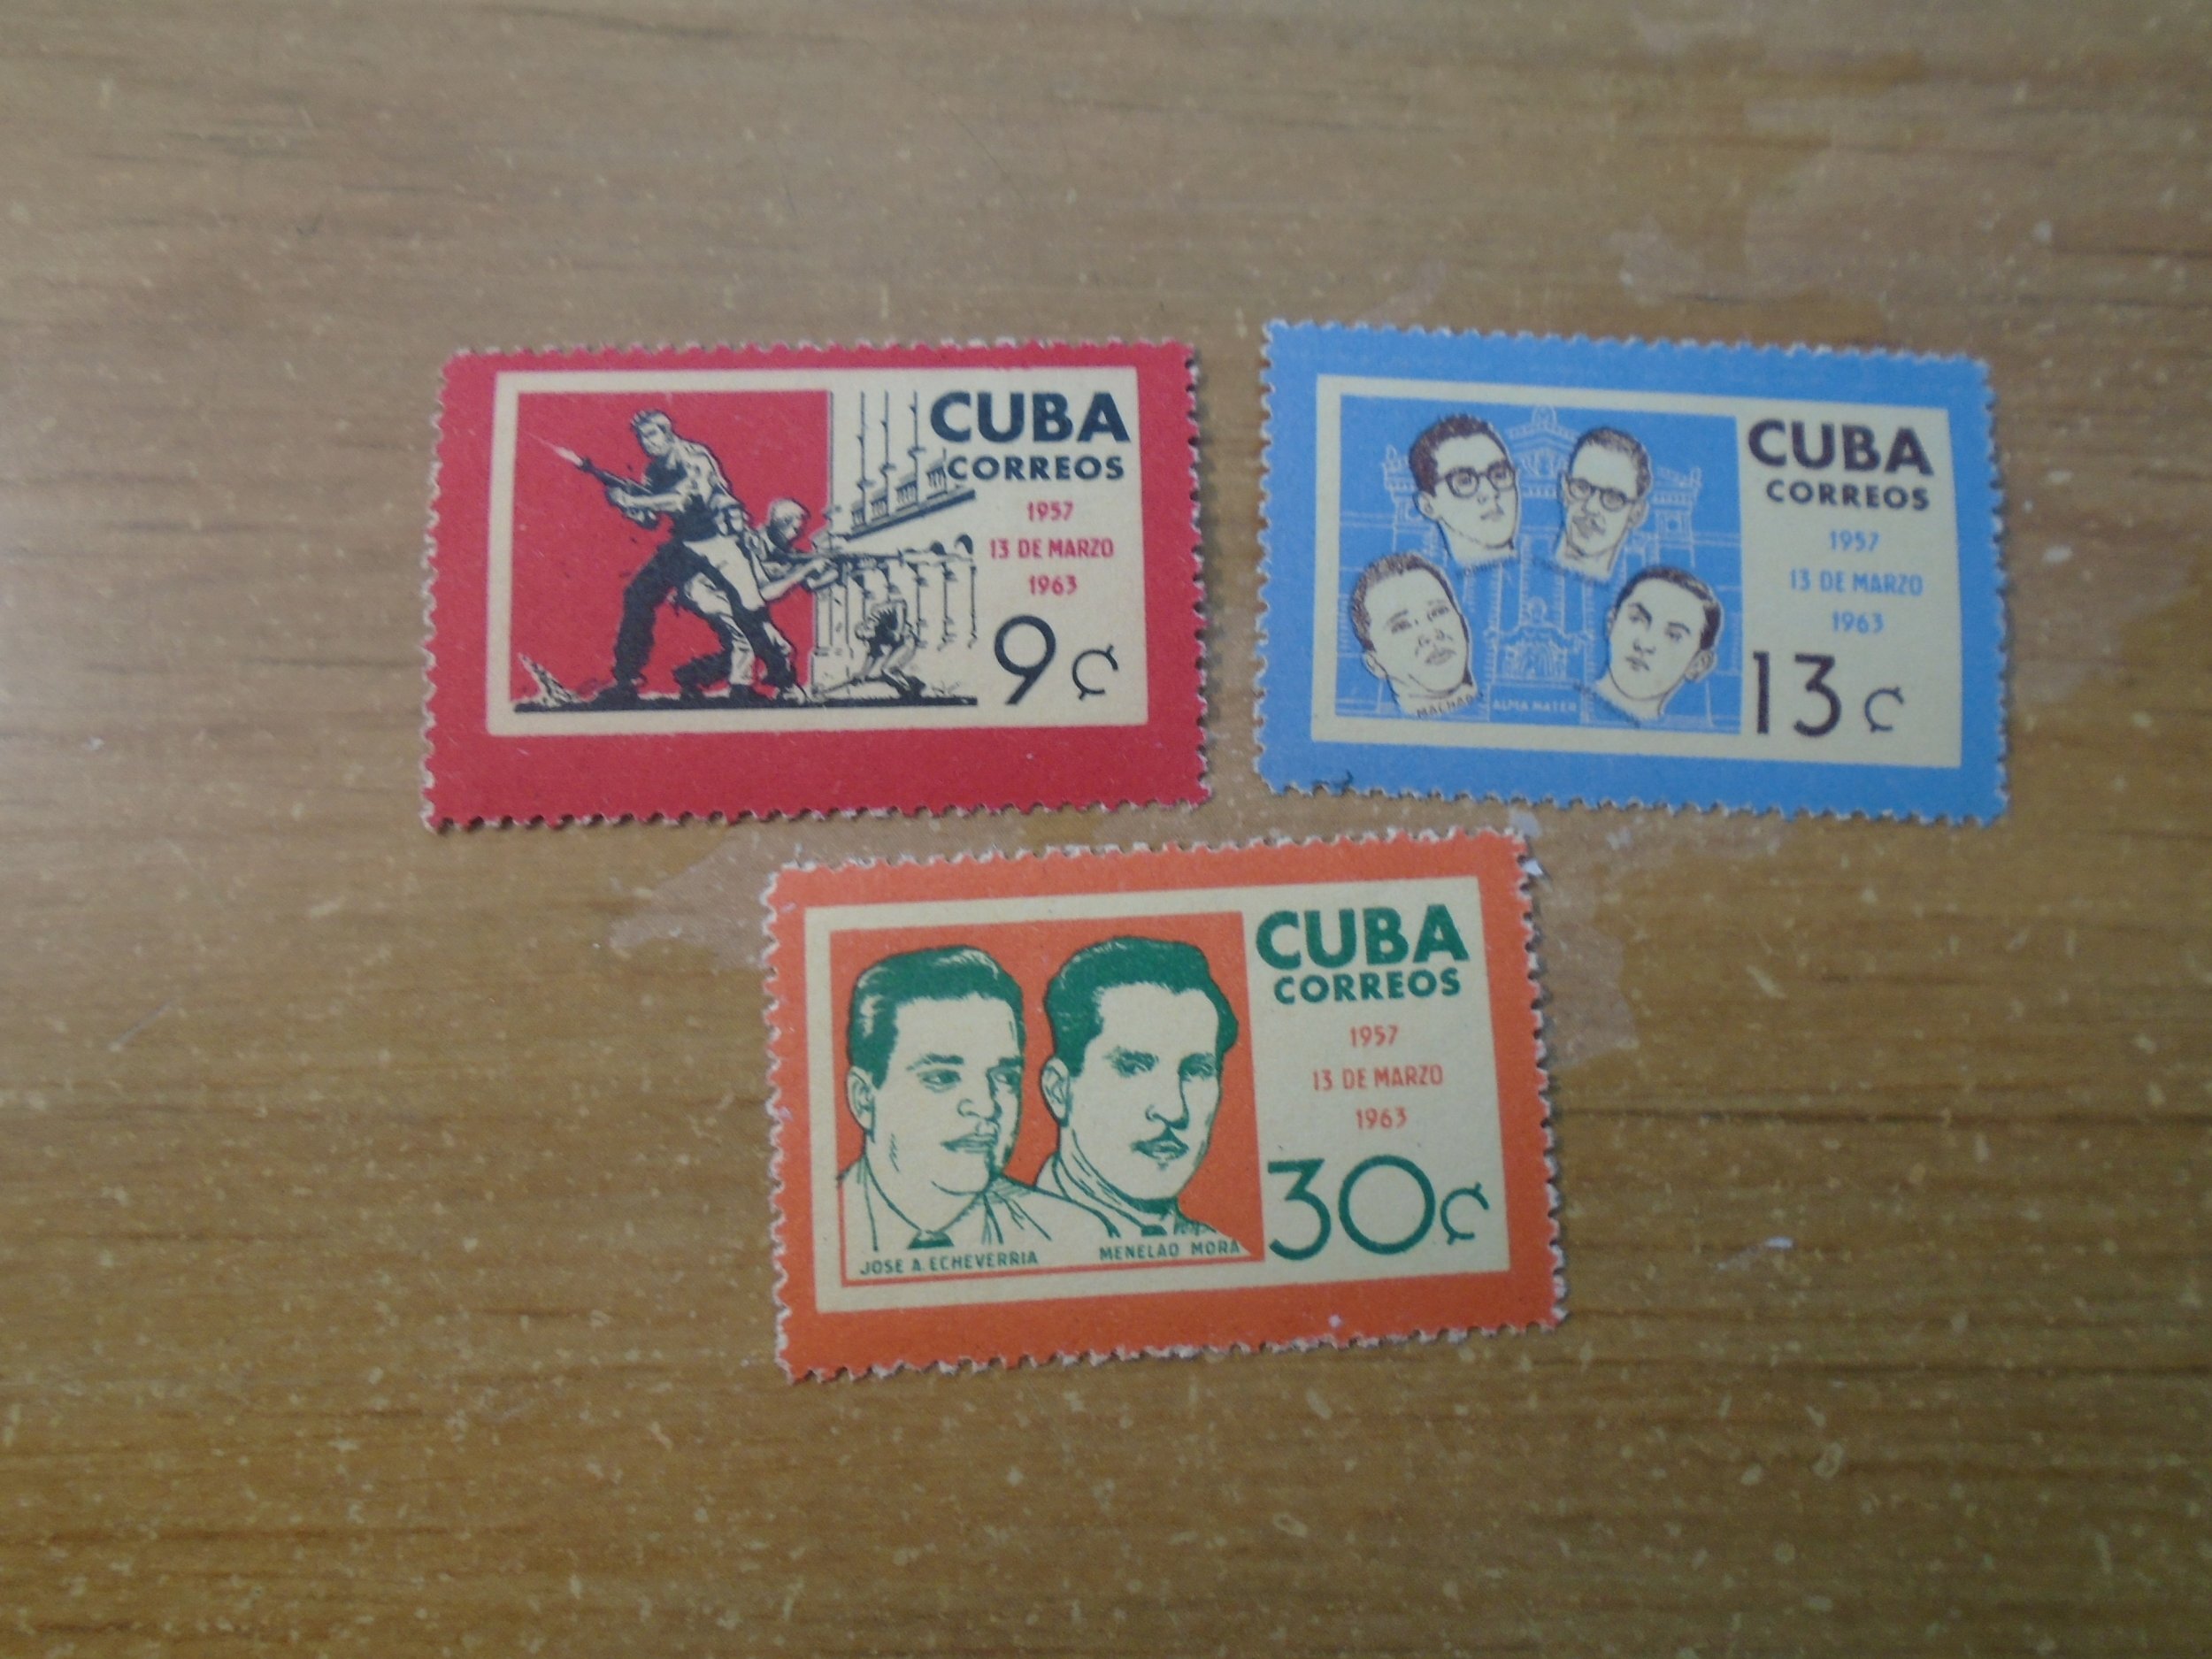 CUBA
CORREOS
1957
13 DE MARZO
1963
9¢
CUBA
CORREOS
1957
13 DE MARZO
1963
13¢
ALMA MATER
CUBA
CORREOS
1957
13 DE MARZO
1963
30¢
JOSE A. ECHEVERRIA
MENELAO MORA